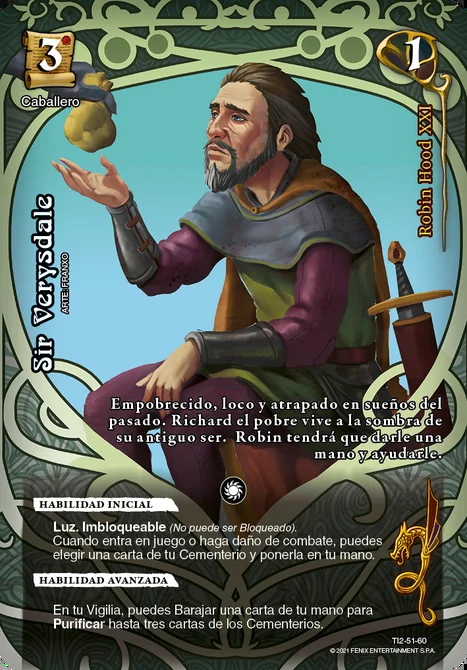 3
Caballero
1
Robin Hood XXI
Sir Verysdale
ARTE: FRANXO
Empobrecido, loco y atrapado en sueños del
pasado. Richard el pobre vive a la sombra de
su antiguo ser. Robin tendrá que darle una
mano y ayudarle.
HABILIDAD INICIAL
Luz. Imbloqueable (No puede ser Bloqueado).
Cuando entra en juego o haga daño de combate, puedes
elegir una carta de tu Cementerio y ponerla en tu mano.
HABILIDAD AVANZADA
En tu Vigilia, puedes Barajar una carta de tu mano para
Purificar hasta tres cartas de los Cementerios.
TI2-51-60
©2021 FENIX ENTERTAINMENT S.P.A.